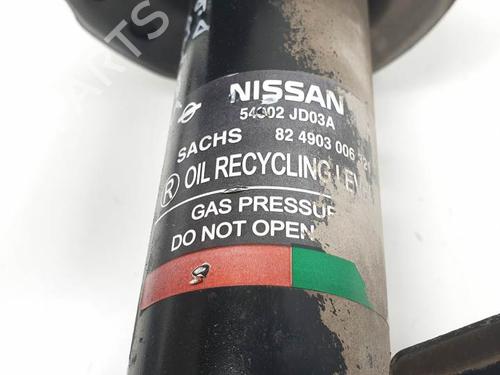 NISSAN
54302 JD03A
SACHS 82 4903 006
R OIL RECYCLING LEV
GAS PRESSUR
DO NOT OPEN